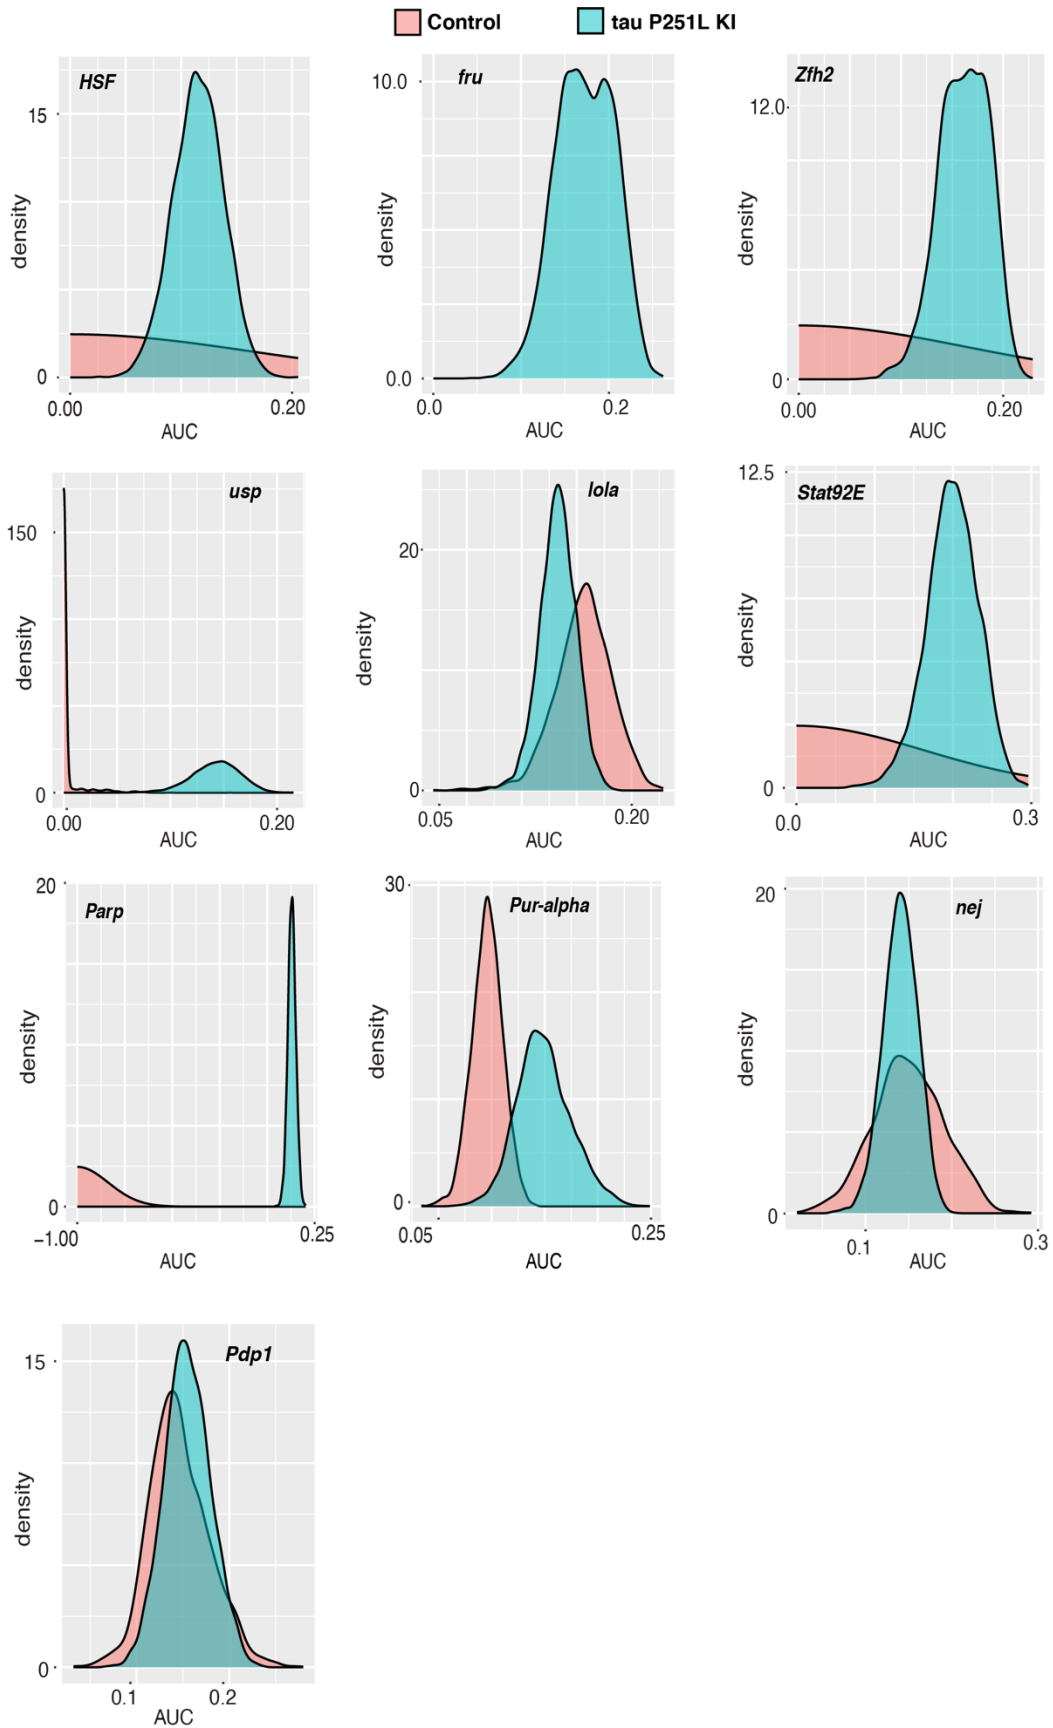 Control tau P251L KI
HSF
15
0
density
0.00 0.20
AUC
fru
10.0
0.0
density
0.0 0.2
AUC
Zfh2
12.0
0
density
0.00 0.20
AUC
usp
150
0
density
0.00 0.20
AUC
lola
20
0
density
0.05 0.20
AUC
Stat92E
12.5
0
density
0.0 0.3
AUC
Parp
20
0
density
−1.00 0.25
AUC
Pur-alpha
30
0
density
0.05 0.25
AUC
nej
20
0
density
0.1 0.3
AUC
Pdp1
15
0
density
0.1 0.2
AUC